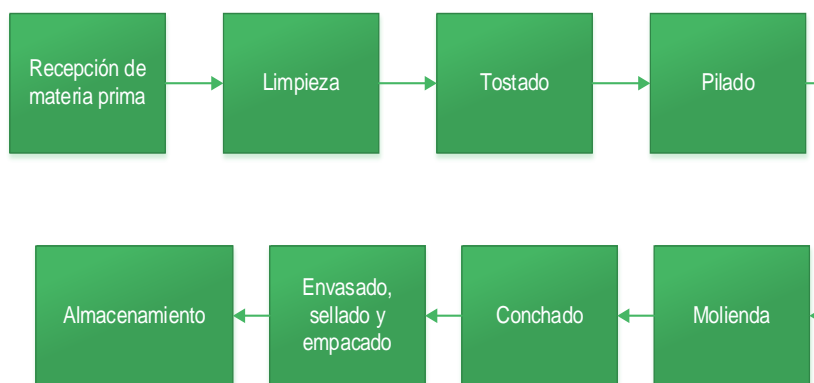 Recepción de
materia prima
Limpieza
Tostado
Pilado
Molienda
Conchado
Envasado,
sellado y
empacado
Almacenamiento